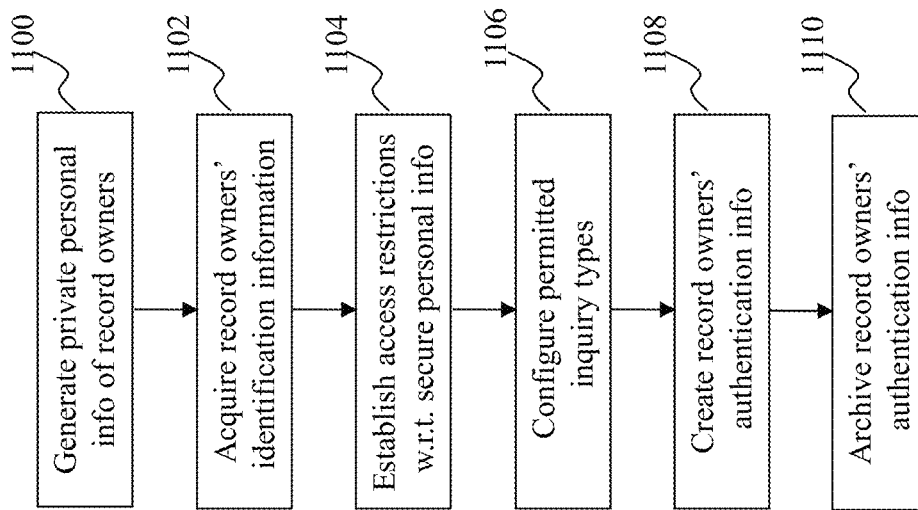 1100
Generate private personal
info of record owners
1102
Acquire record owners'
identification information
1104
Establish access restrictions
w.r.t. secure personal info
1106
Configure permitted
inquiry types
1108
Create record owners'
authentication info
1110
Archive record owners'
authentication info